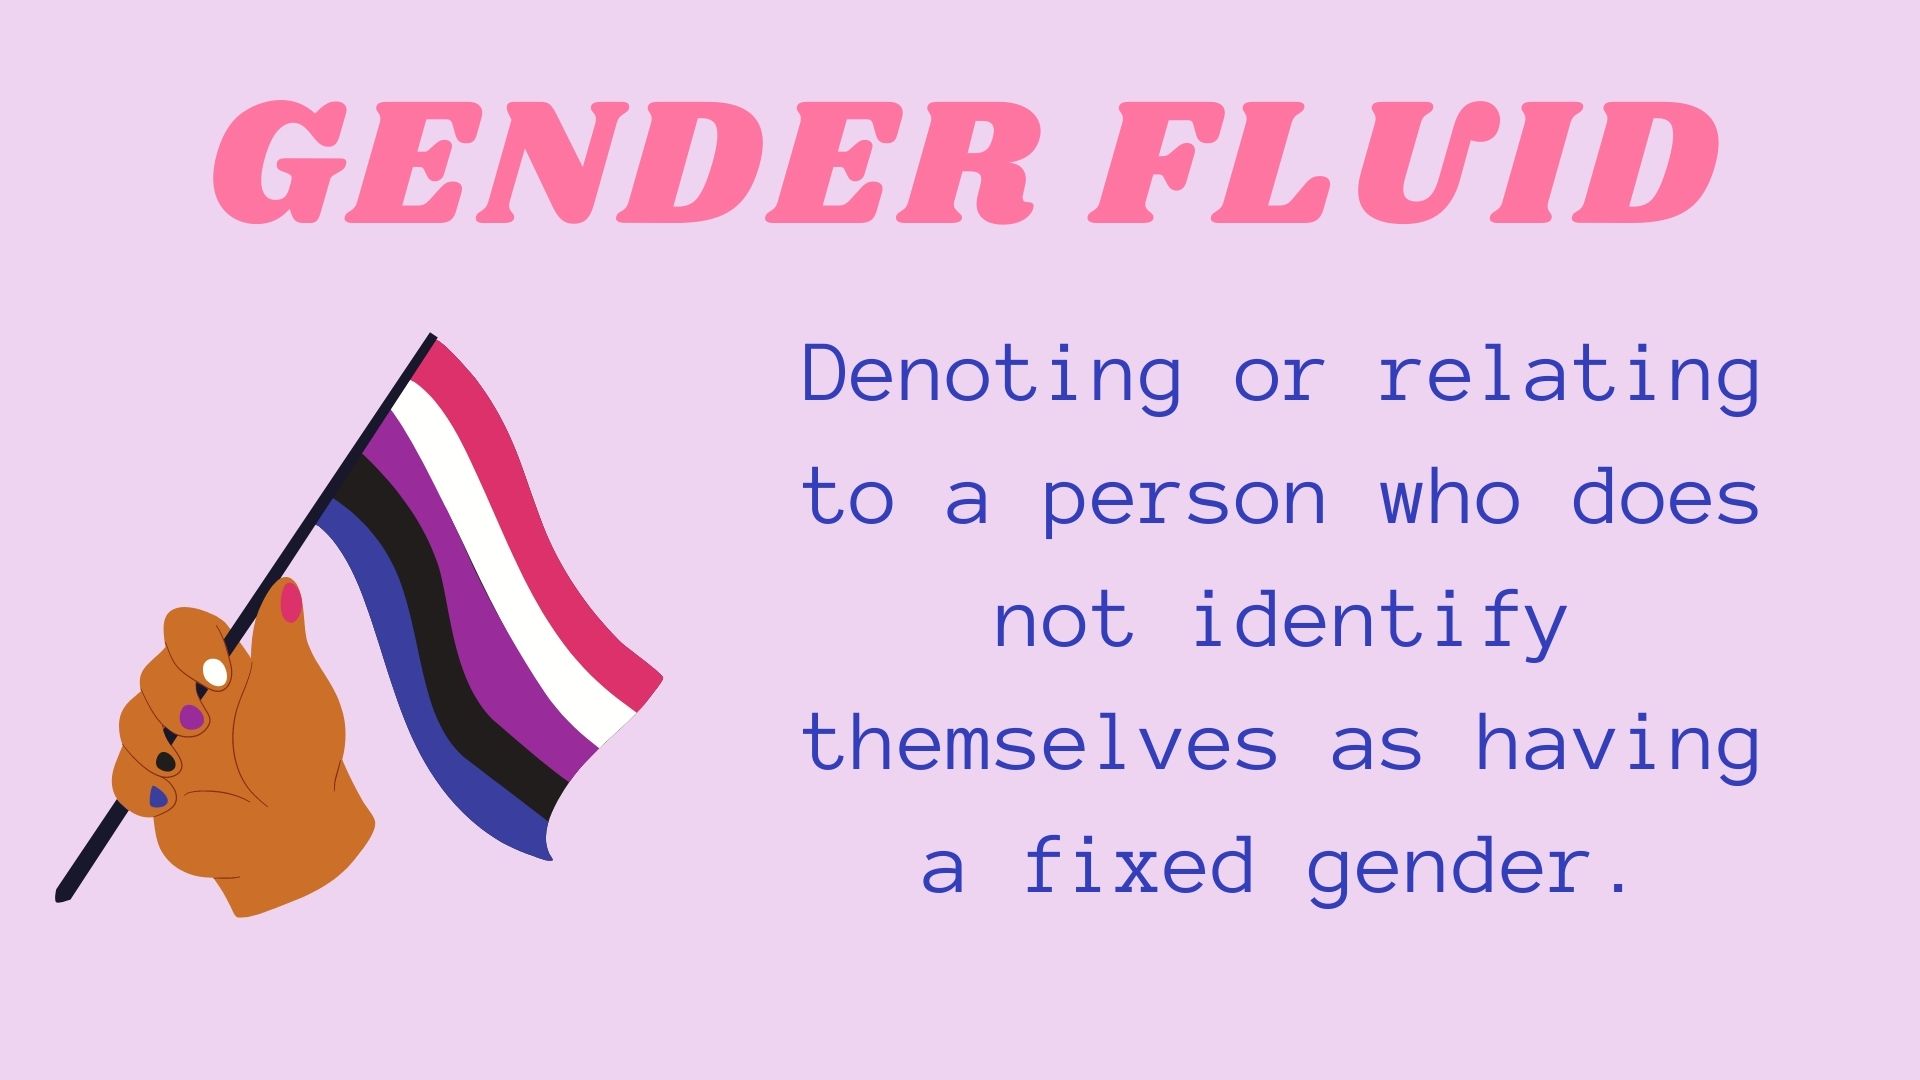 GENDER FLUID
Denoting or relating
to a person who does
not identify
themselves as having
a fixed gender.